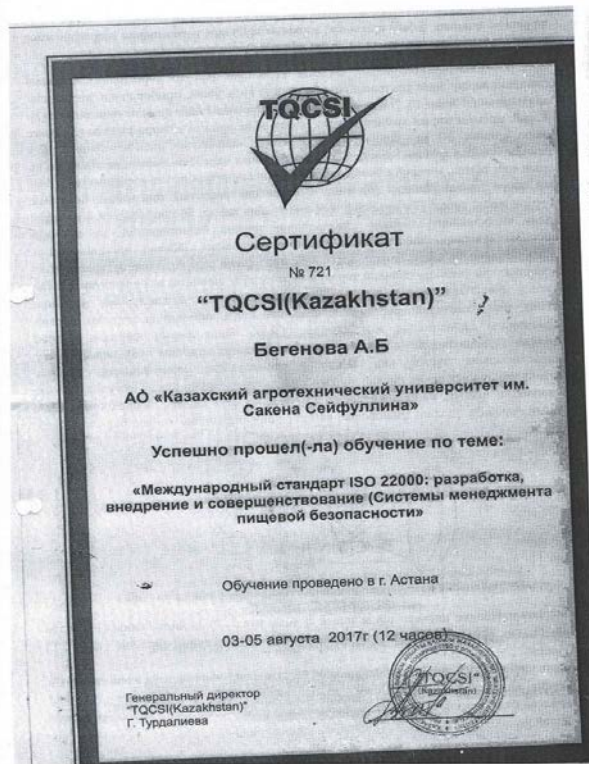 TQCSI
Сертификат
№ 721
“TQCSI(Kazakhstan)”
Бегенова А.Б
АО «Казахский агротехнический университет им.
Сакена Сейфуллина»
Успешно прошел(-ла) обучение по теме:
«Международный стандарт ISO 22000: разработка,
внедрение и совершенствование (Системы менеджмента
пищевой безопасности»
Обучение проведено в г. Астана
03-05 августа 2017г (12 часов)
Генеральный директор
"TQCSI(Kazakhstan)"
Г. Турдалиева
"TQCSI"
(Kazakhstan)